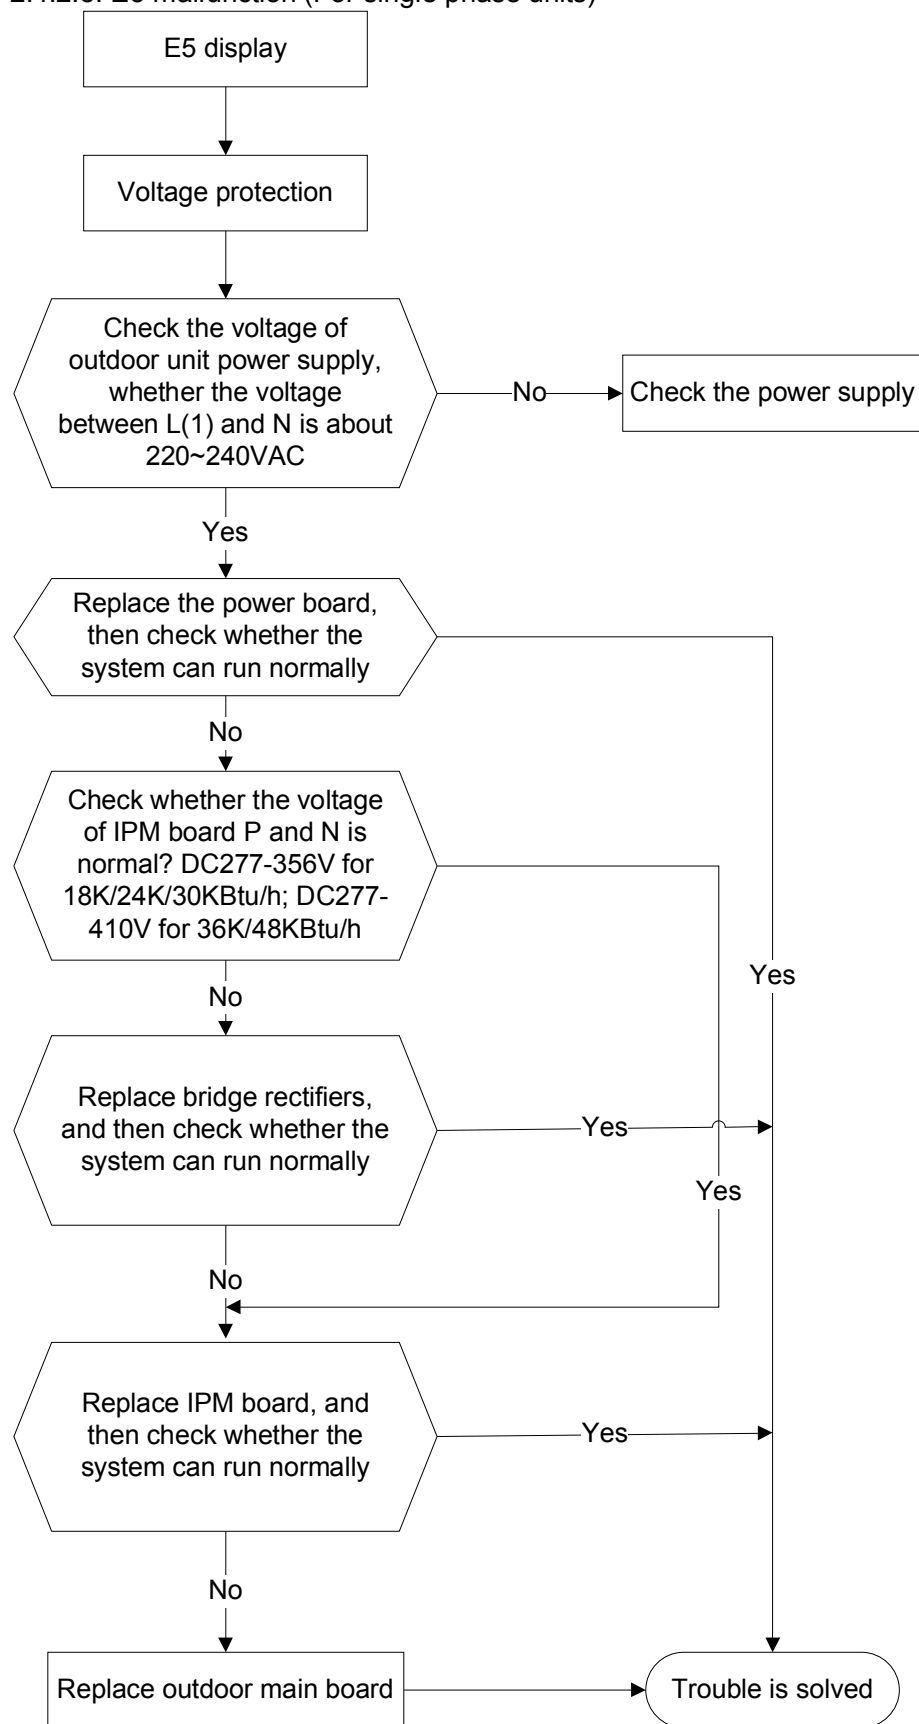 E5 display
Voltage protection
Check the voltage of
outdoor unit power supply,
whether the voltage
between L(1) and N is about
220~240VAC
No
Check the power supply
Yes
Replace the power board,
then check whether the
system can run normally
No
Check whether the voltage
of IPM board P and N is
normal? DC277-356V for
18K/24K/30KBtu/h; DC277-
410V for 36K/48KBtu/h
Yes
No
Replace bridge rectifiers,
and then check whether the
system can run normally
Yes
Yes
No
Replace IPM board, and
then check whether the
system can run normally
Yes
No
Replace outdoor main board
Trouble is solved